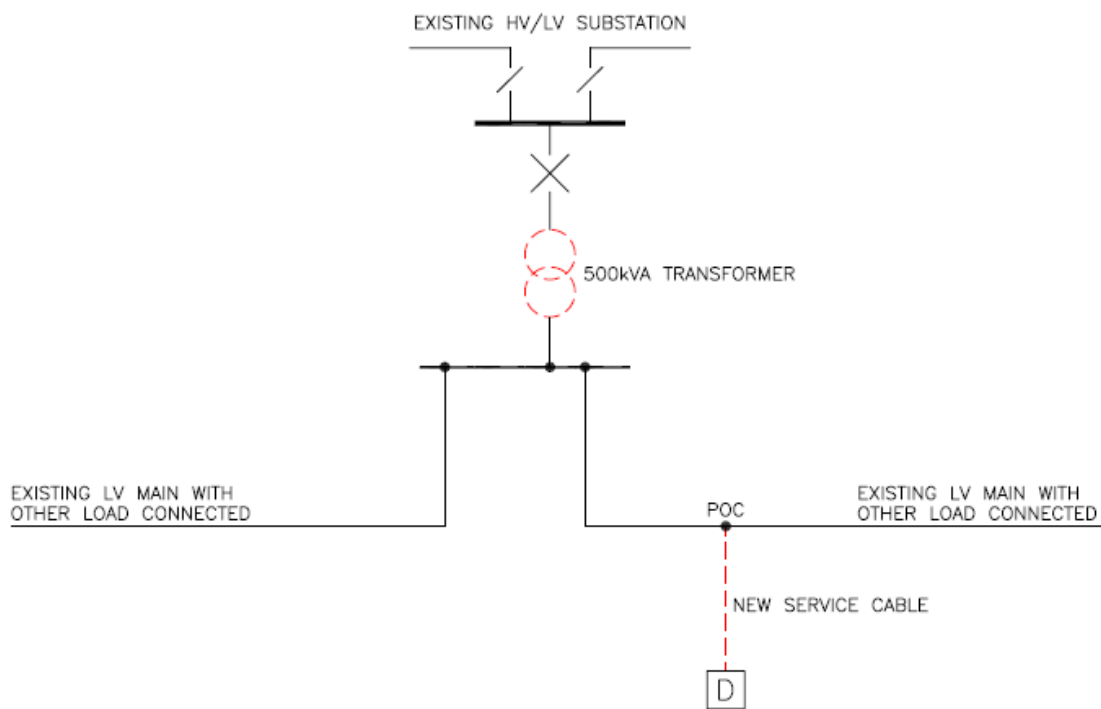 EXISTING HV/LV SUBSTATION
500kVA TRANSFORMER
EXISTING LV MAIN WITH
OTHER LOAD CONNECTED
POC
EXISTING LV MAIN WITH
OTHER LOAD CONNECTED
NEW SERVICE CABLE
D